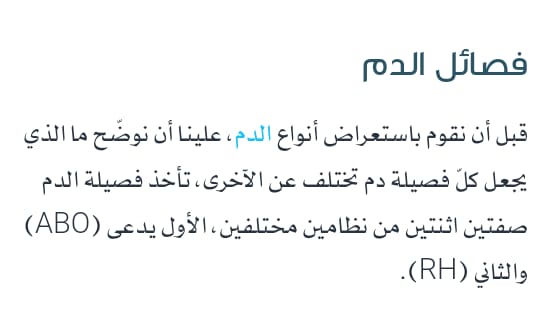 فصائل الدم
قبل أن نقوم باستعراض أنواع الدم، علينا أن نوضّح ما الذي
يجعل كلّ فصيلة دم تختلف عن الآخرى، تأخذ فصيلة الدم
صفتين اثنتين من نظامين مختلفين، الأول يدعى (ABO)
والثاني (RH).